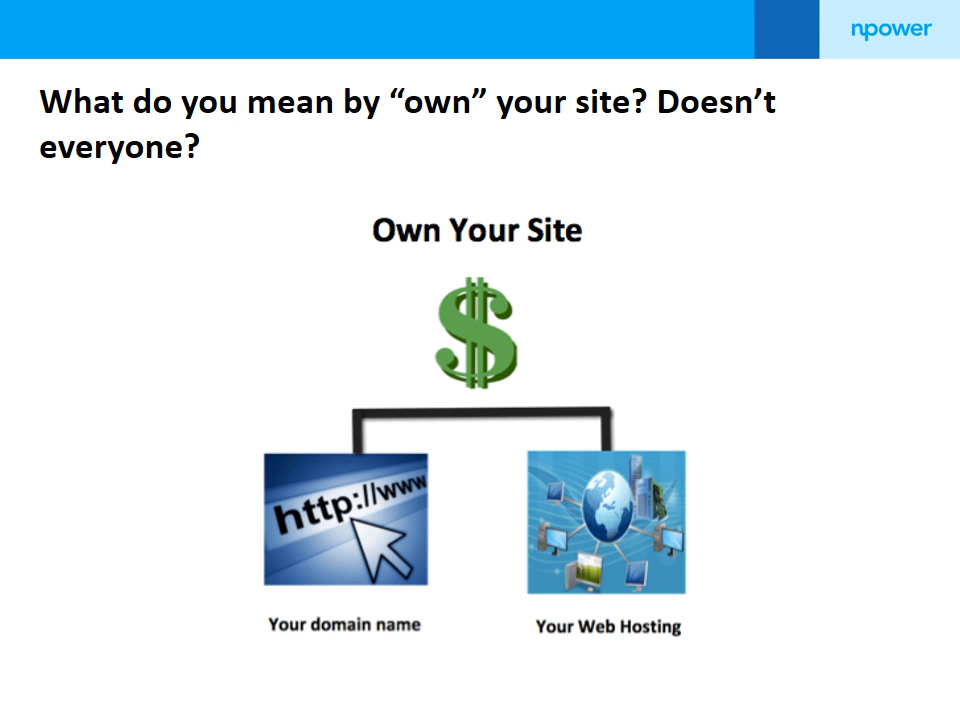 npower
What do you mean by “own” your site? Doesn’t
everyone?
Own Your Site
$
http://www.
Your domain name
Your Web Hosting